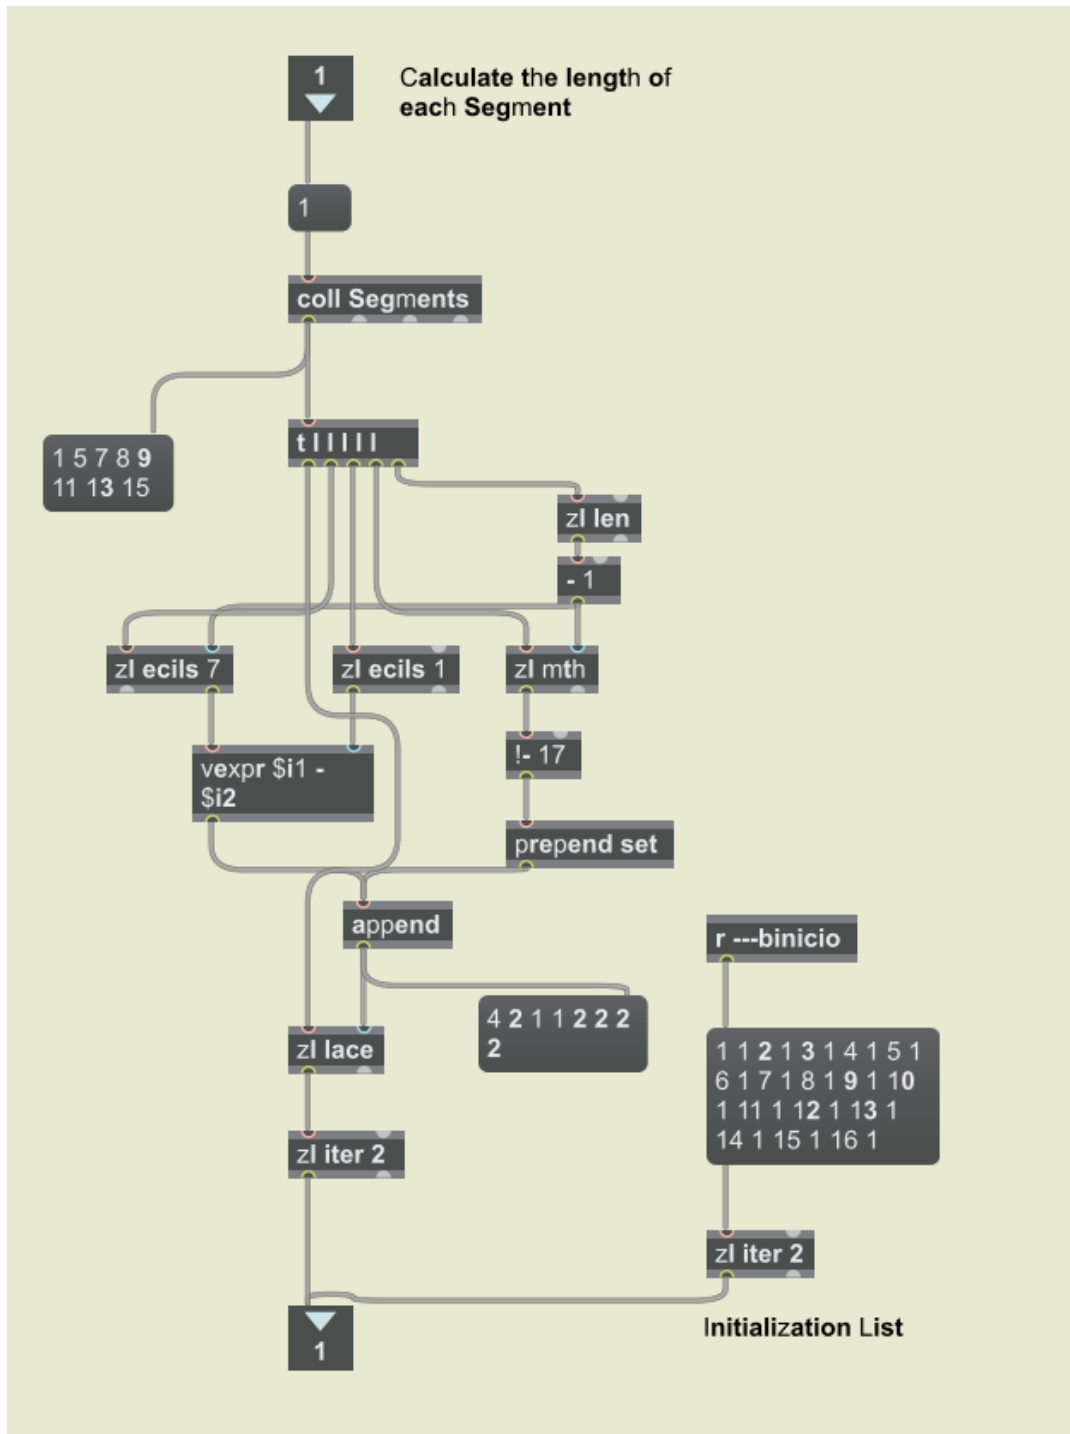 1
Calculate the length of
each Segment
1
coll Segments
t l l l l l
1 5 7 8 9
11 13 15
zl len
- 1
zl ecils 7
zl ecils 1
zl mth
!- 17
vexpr $i1 -
$i2
prepend set
append
r ---binicio
4 2 1 1 2 2 2
2
zl lace
1 1 2 1 3 1 4 1 5 1
6 1 7 1 8 1 9 1 10
1 11 1 12 1 13 1
14 1 15 1 16 1
zl iter 2
zl iter 2
Initialization List
1